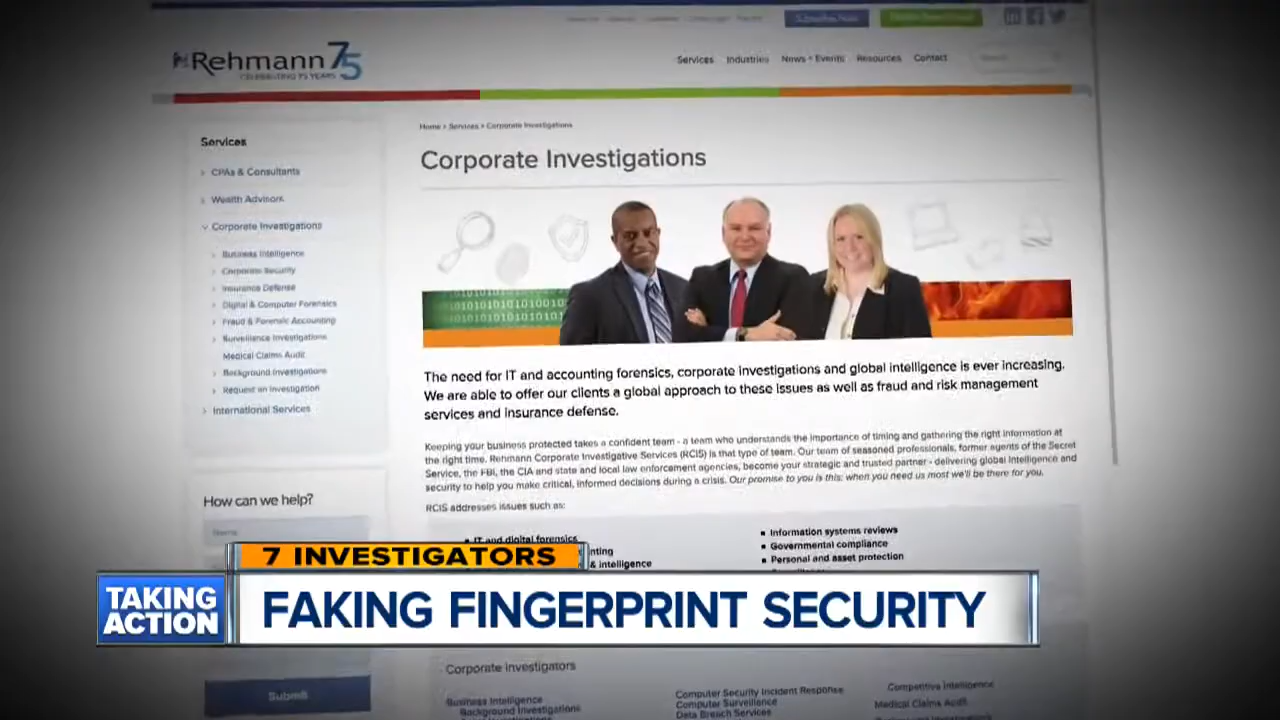 Rehmann 75
CELEBRATING 75 YEARS
Services Industries News + Events Resources Contact
Home > Services > Corporate Investigations
Services
CPAs & Consultants
Wealth Advisors
Corporate Investigations
Business Intelligence
Corporate Security
Insurance Defense
Digital & Computer Forensics
Fraud & Forensic Accounting
Surveillance Investigations
Medical Claims Audit
Background Investigations
Request an Investigation
International Services
How can we help?
Name
Submit
Corporate Investigations
The need for IT and accounting forensics, corporate investigations and global intelligence is ever increasing.
We are able to offer our clients a global approach to these issues as well as fraud and risk management
services and insurance defense.
Keeping your business protected takes a confident team - a team who understands the importance of timing and gathering the right information at
the right time. Rehmann Corporate Investigative Services (RCIS) is that type of team. Our team of seasoned professionals, former agents of the Secret
Service, the FBI, the CIA and state and local law enforcement agencies, become your strategic and trusted partner - delivering global intelligence and
security to help you make critical, informed decisions during a crisis. Our promise to you is this: when you need us most we'll be there for you.
RCIS addresses issues such as:
IT and digital forensics
nting
& intelligence
Information systems reviews
Governmental compliance
Personal and asset protection
7 INVESTIGATORS
TAKING
ACTION
FAKING FINGERPRINT SECURITY
Corporate Investigators
Business Intelligence
Background Investigations
Computer Security Incident Response
Computer Surveillance
Data Breach Services
Competitive Intelligence
Medical Claims Audit